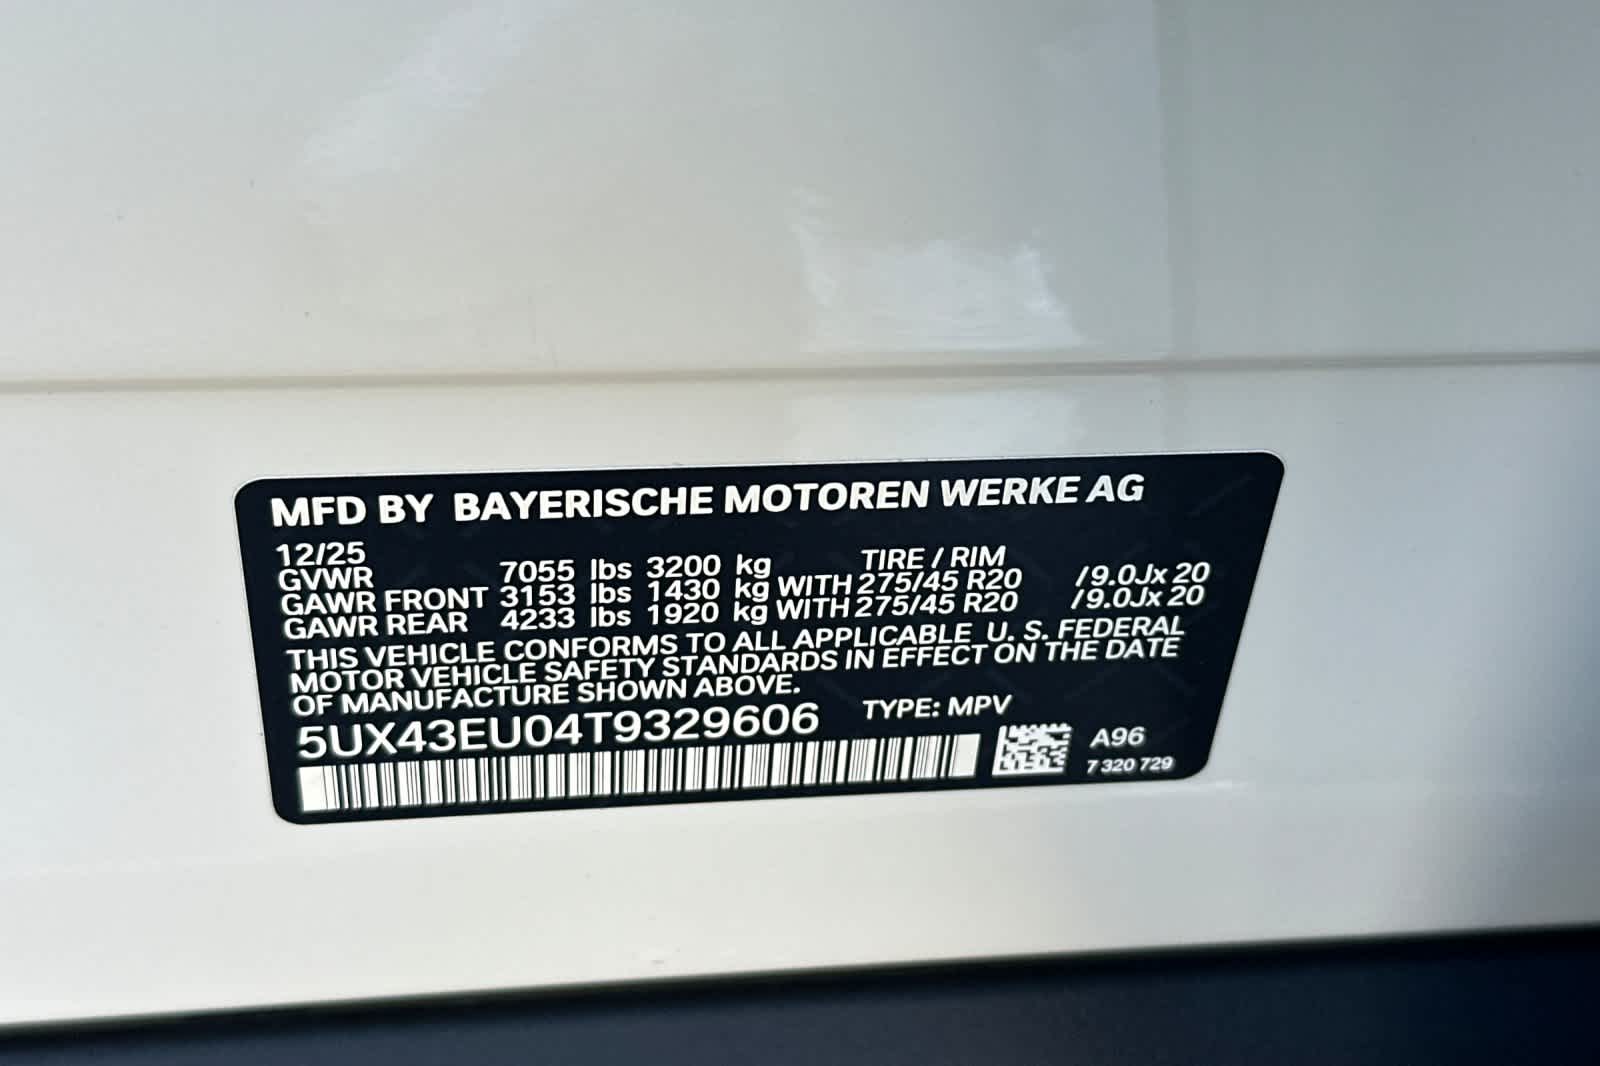 MFD BY BAYERISCHE MOTOREN WERKE AG
12/25
GVWR 7055 lbs 3200 kg TIRE / RIM
GAWR FRONT 3153 lbs 1430 kg WITH 275/45 R20 / 9.0Jx 20
GAWR REAR 4233 lbs 1920 kg WITH 275/45 R20 / 9.0Jx 20
THIS VEHICLE CONFORMS TO ALL APPLICABLE U. S. FEDERAL
MOTOR VEHICLE SAFETY STANDARDS IN EFFECT ON THE DATE
OF MANUFACTURE SHOWN ABOVE.
5UX43EU04T9329606 TYPE: MPV
A96
7 320 729